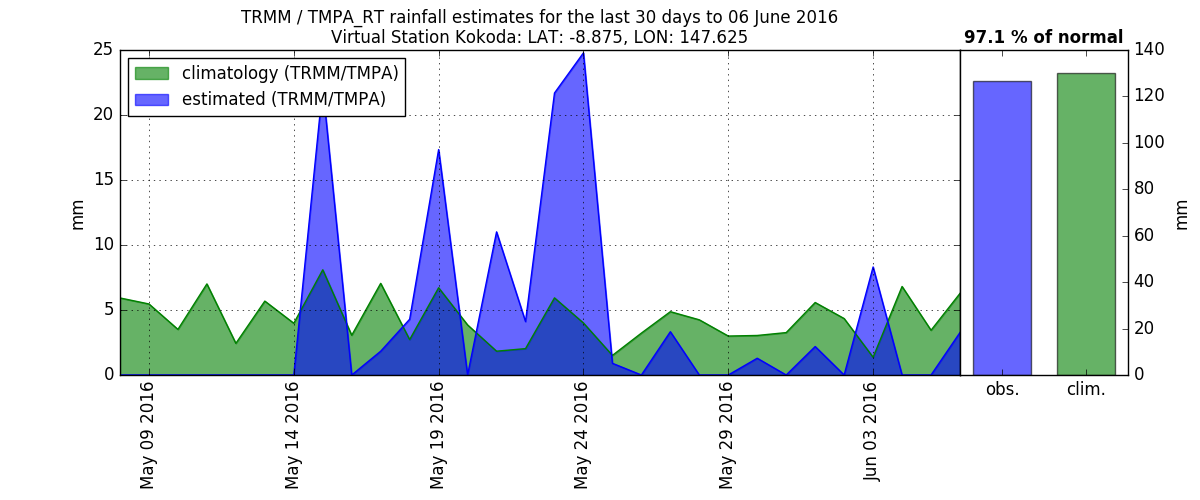 TRMM / TMPA_RT rainfall estimates for the last 30 days to 06 June 2016
Virtual Station Kokoda: LAT: -8.875, LON: 147.625
97.1 % of normal
climatology (TRMM/TMPA)
estimated (TRMM/TMPA)
25
20
15
10
5
0
mm
May 09 2016
May 14 2016
May 19 2016
May 24 2016
May 29 2016
Jun 03 2016
obs.
clim.
140
120
100
80
60
40
20
0
mm